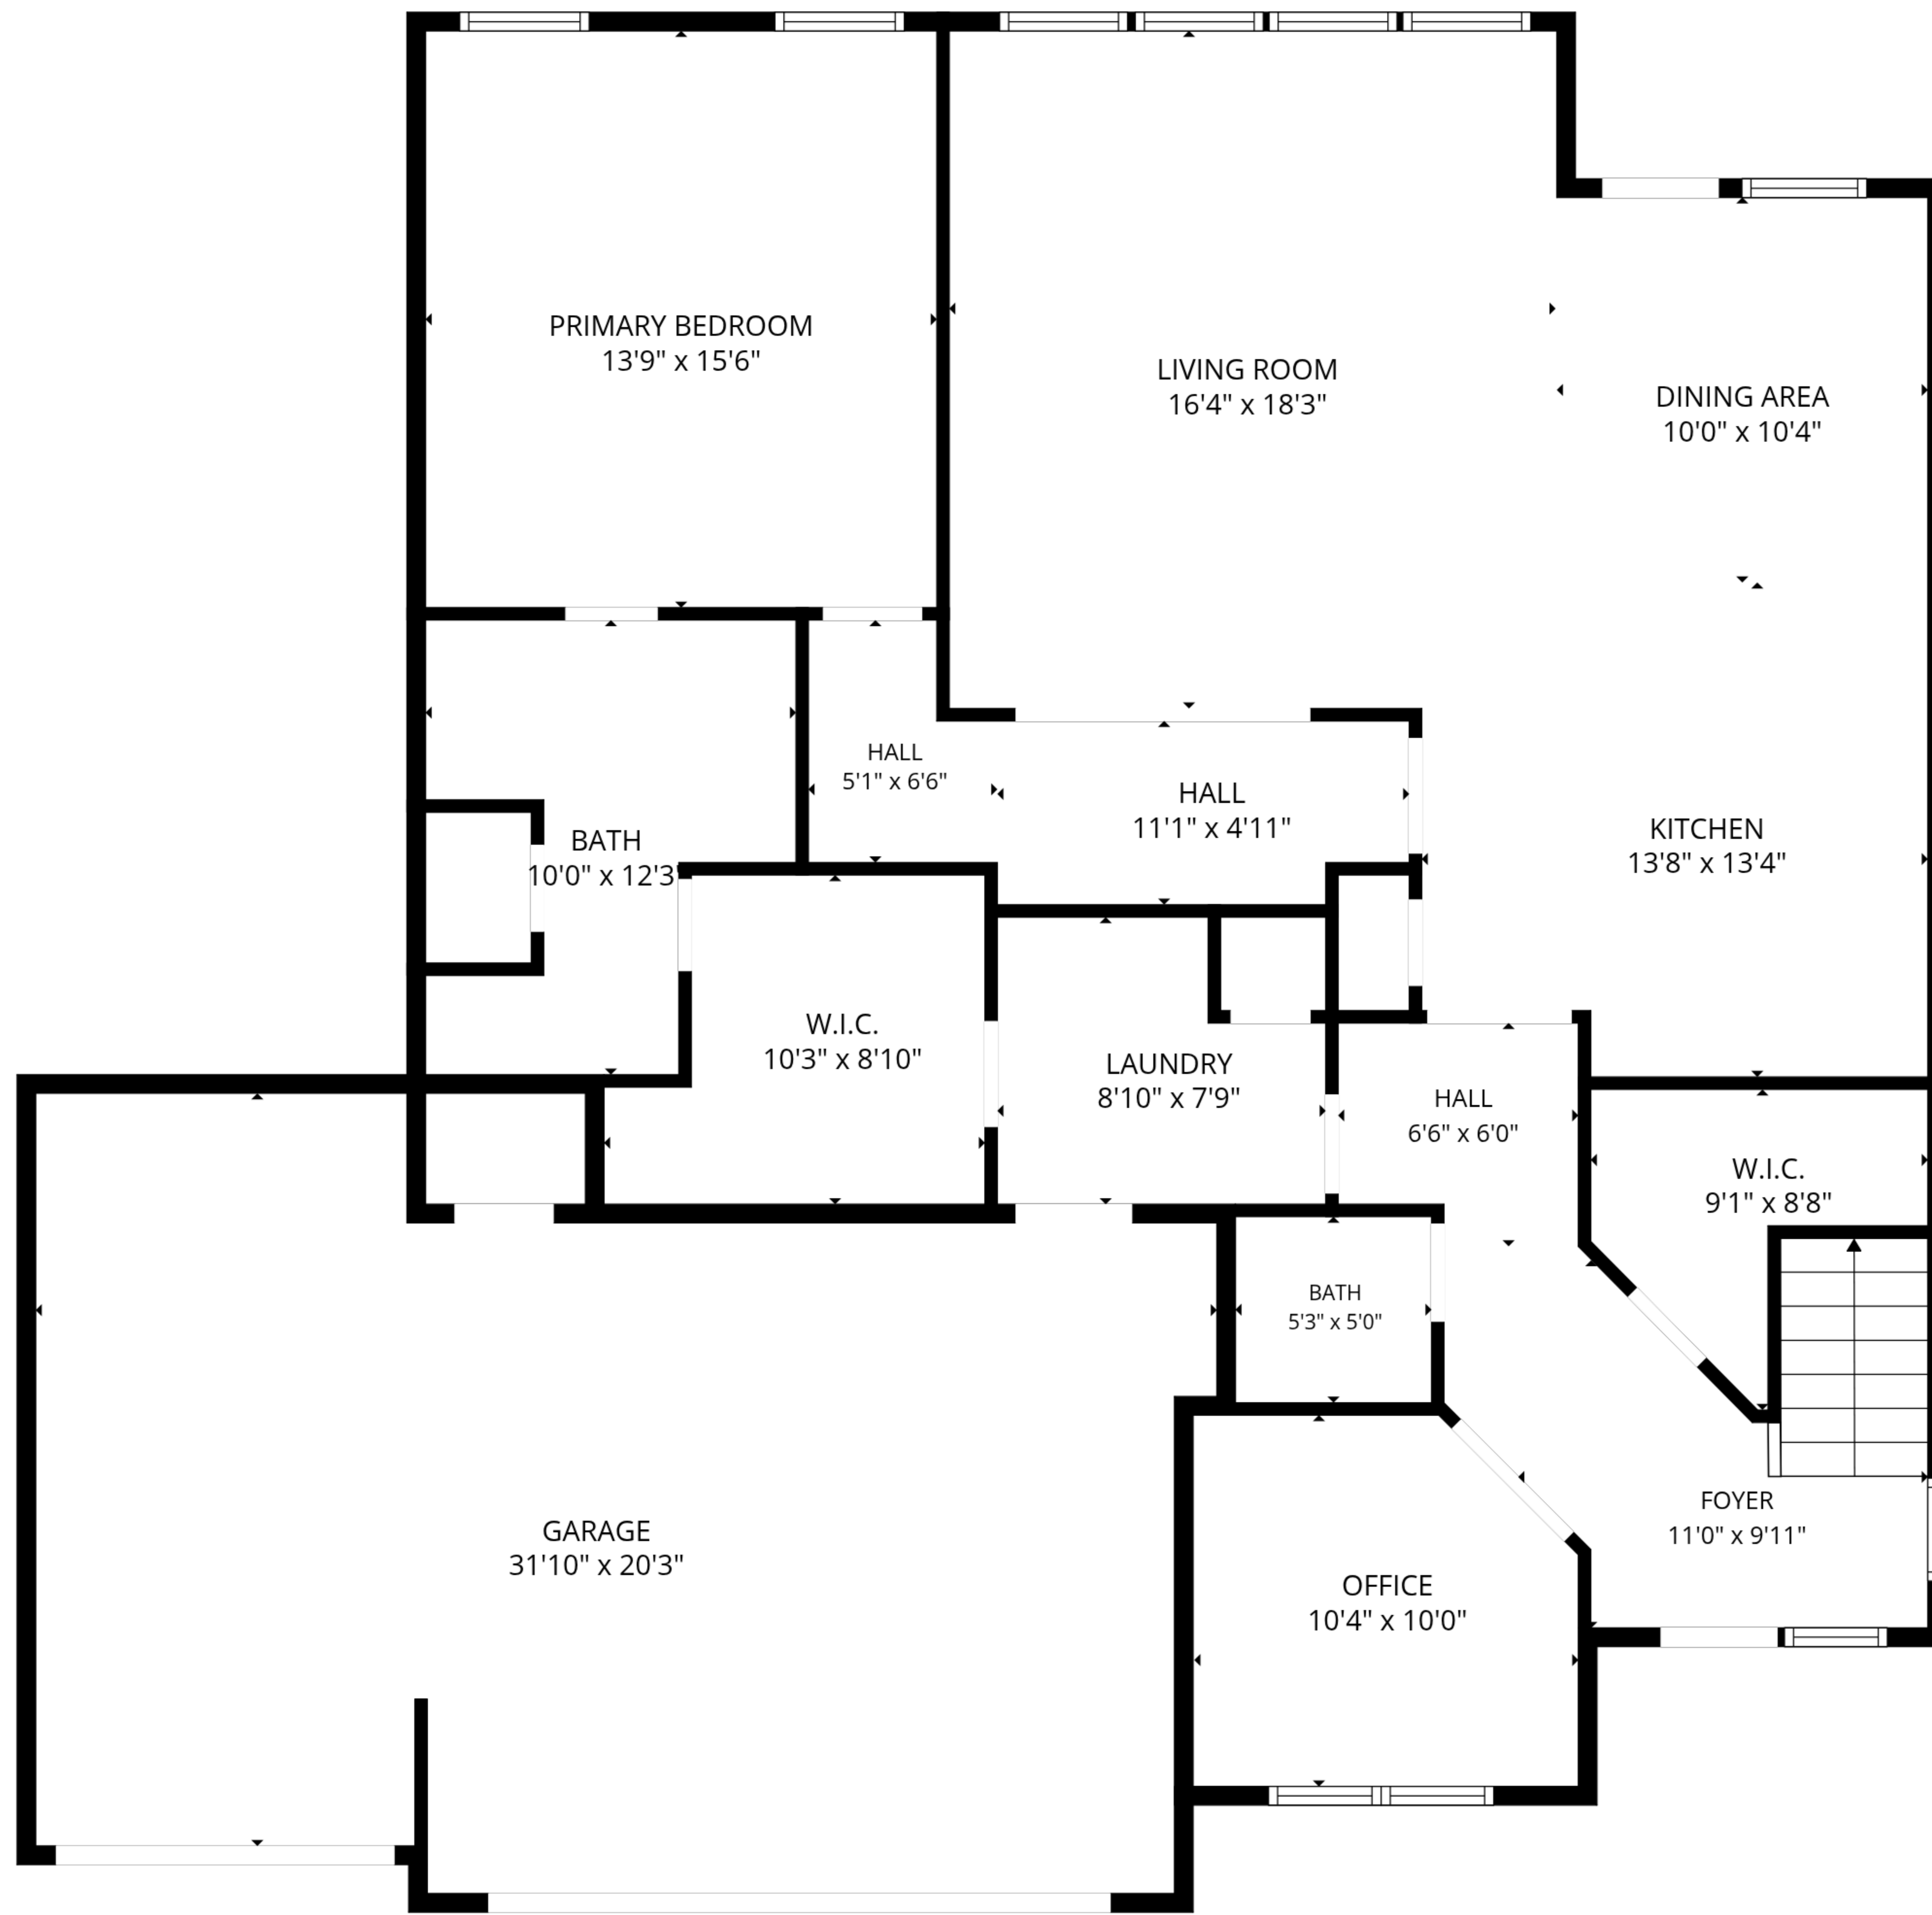 PRIMARY BEDROOM
13'9" x 15'6"
LIVING ROOM
16'4" x 18'3"
DINING AREA
10'0" x 10'4"
HALL
5'1" x 6'6"
HALL
11'1" x 4'11"
KITCHEN
13'8" x 13'4"
BATH
10'0" x 12'3"
W.I.C.
10'3" x 8'10"
LAUNDRY
8'10" x 7'9"
HALL
6'6" x 6'0"
W.I.C.
9'1" x 8'8"
BATH
5'3" x 5'0"
FOYER
11'0" x 9'11"
GARAGE
31'10" x 20'3"
OFFICE
10'4" x 10'0"